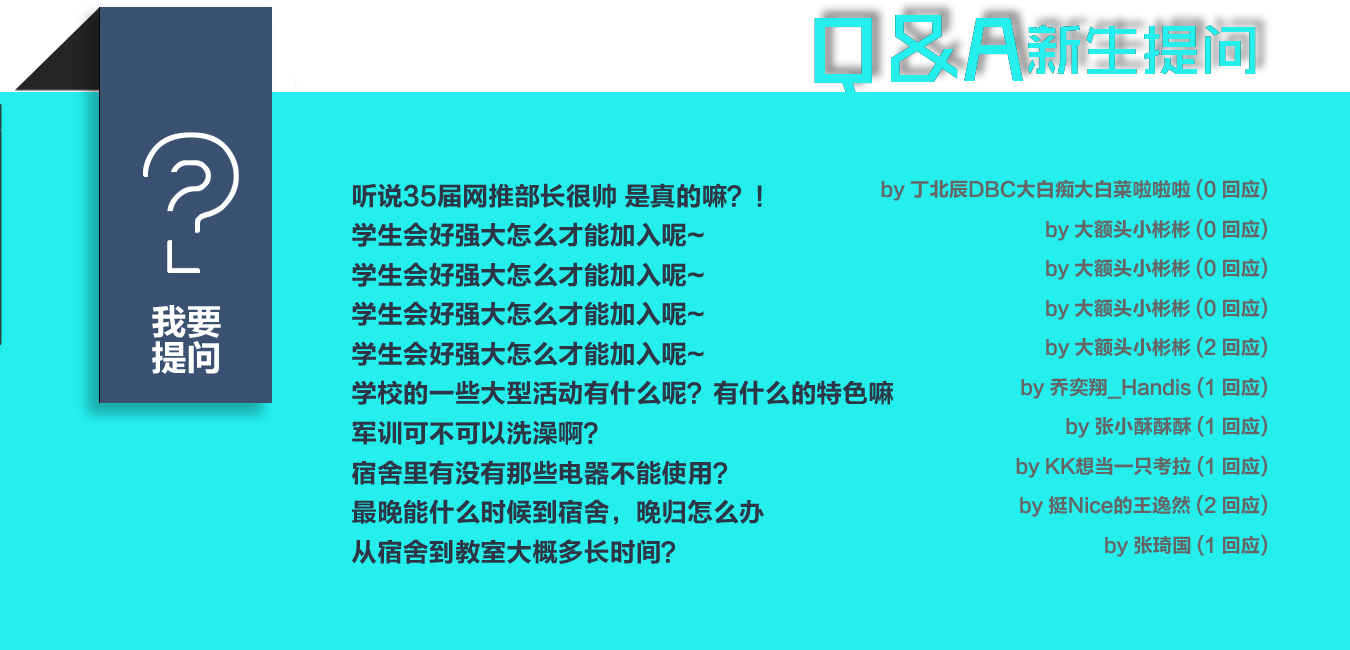 Q&A新生提问
我要
提问
听说35届网推部长很帅 是真的嘛？！ by 丁北辰DBC大白痴大白菜啦啦啦 (0 回应)
学生会好强大怎么才能加入呢~ by 大额头小彬彬 (0 回应)
学生会好强大怎么才能加入呢~ by 大额头小彬彬 (0 回应)
学生会好强大怎么才能加入呢~ by 大额头小彬彬 (0 回应)
学生会好强大怎么才能加入呢~ by 大额头小彬彬 (2 回应)
学校的一些大型活动有什么呢？有什么的特色嘛 by 乔奕翔_Handis (1 回应)
军训可不可以洗澡啊？ by 张小酥酥酥 (1 回应)
宿舍里有没有那些电器不能使用？ by KK想当一只考拉 (1 回应)
最晚能什么时候到宿舍，晚归怎么办 by 挺Nice的王逸然 (2 回应)
从宿舍到教室大概多长时间？ by 张琦国 (1 回应)